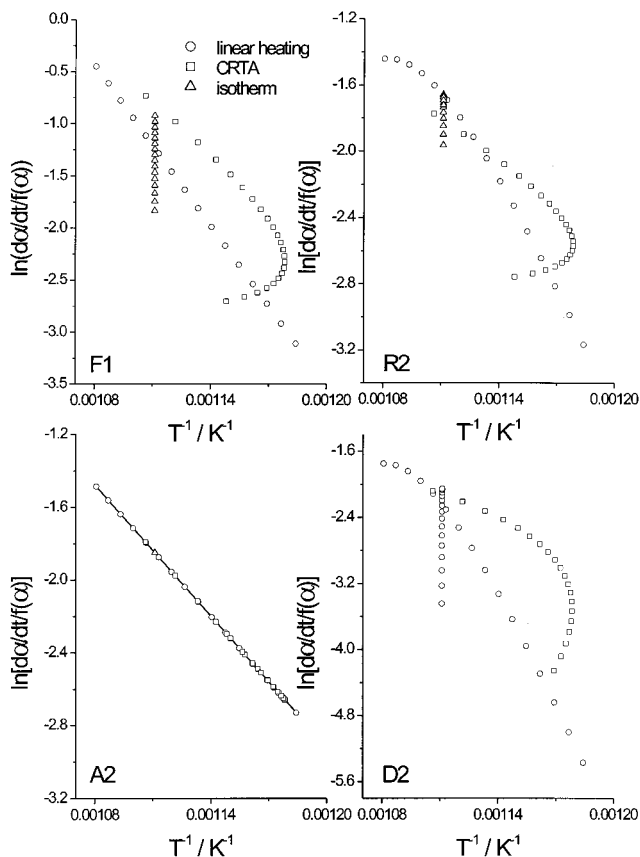 0.0
-0.5
-1.0
-1.5
-2.0
-2.5
-3.0
-3.5
ln(dα/dt/f(α))
○ linear heating
□ CRTA
△ isotherm
F1
0.00108 0.00114 0.00120
T⁻¹ / K⁻¹
-1.2
-1.6
-2.0
-2.4
-2.8
-3.2
ln[dα/dt/f(α)]
R2
0.00108 0.00114 0.00120
T⁻¹ / K⁻¹
-1.2
-1.6
-2.0
-2.4
-2.8
-3.2
ln[dα/dt/f(α)]
A2
0.00108 0.00114 0.00120
T⁻¹ / K⁻¹
-1.6
-2.4
-3.2
-4.0
-4.8
-5.6
ln[dα/dt/f(α)]
D2
0.00108 0.00114 0.00120
T⁻¹ / K⁻¹